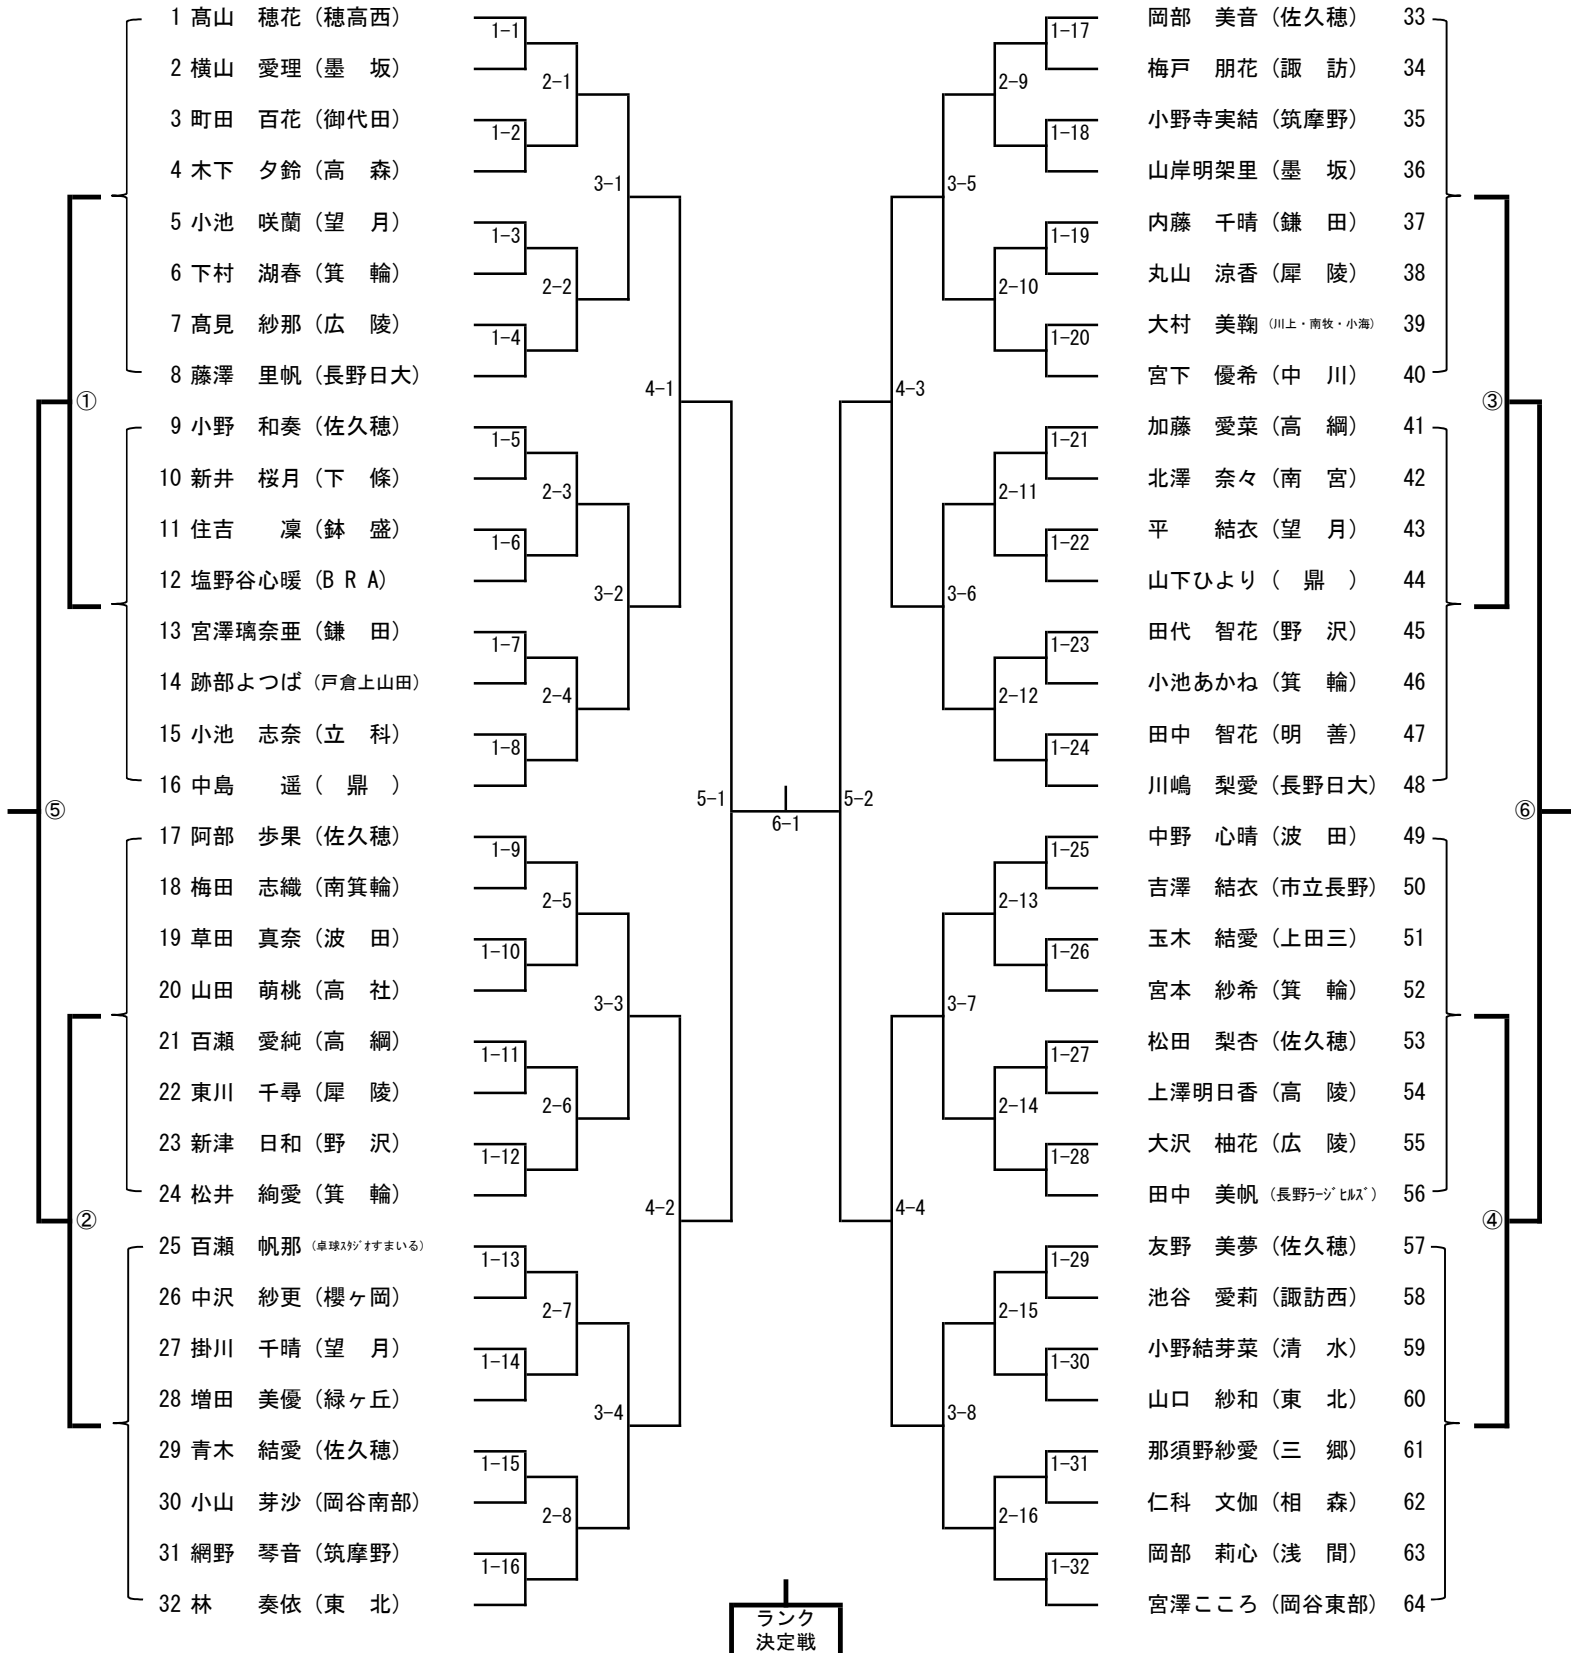 1 髙山　穂花（穂高西）
2 横山　愛理（墨　坂）
3 町田　百花（御代田）
4 木下　夕鈴（高　森）
5 小池　咲蘭（望　月）
6 下村　湖春（箕　輪）
7 髙見　紗那（広　陵）
8 藤澤　里帆（長野日大）
9 小野　和奏（佐久穂）
10 新井　桜月（下　條）
11 住吉　　凜（鉢　盛）
12 塩野谷心暖（ＢＲＡ）
13 宮澤璃奈亜（鎌　田）
14 跡部よつば（戸倉上山田）
15 小池　志奈（立　科）
16 中島　　遥（　鼎　）
17 阿部　歩果（佐久穂）
18 梅田　志織（南箕輪）
19 草田　真奈（波　田）
20 山田　萌桃（高　社）
21 百瀬　愛純（高　綱）
22 東川　千尋（犀　陵）
23 新津　日和（野　沢）
24 松井　絢愛（箕　輪）
25 百瀬　帆那（卓球ｽﾀｼﾞｵすまいる）
26 中沢　紗更（櫻ヶ岡）
27 掛川　千晴（望　月）
28 増田　美優（緑ヶ丘）
29 青木　結愛（佐久穂）
30 小山　芽沙（岡谷南部）
31 網野　琴音（筑摩野）
32 林　　奏依（東　北）
①
②
⑤
1-1
1-2
1-3
1-4
1-5
1-6
1-7
1-8
1-9
1-10
1-11
1-12
1-13
1-14
1-15
1-16
2-1
2-2
2-3
2-4
2-5
2-6
2-7
2-8
3-1
3-2
3-3
3-4
4-1
4-2
5-1
6-1
5-2
4-3
4-4
3-5
3-6
3-7
3-8
2-9
2-10
2-11
2-12
2-13
2-14
2-15
2-16
1-17
1-18
1-19
1-20
1-21
1-22
1-23
1-24
1-25
1-26
1-27
1-28
1-29
1-30
1-31
1-32
岡部　美音（佐久穂） 33
梅戸　朋花（諏　訪） 34
小野寺実結（筑摩野） 35
山岸明架里（墨　坂） 36
内藤　千晴（鎌　田） 37
丸山　涼香（犀　陵） 38
大村　美鞠（川上・南牧・小海） 39
宮下　優希（中　川） 40
加藤　愛菜（高　綱） 41
北澤　奈々（南　宮） 42
平　　結衣（望　月） 43
山下ひより（　鼎　） 44
田代　智花（野　沢） 45
小池あかね（箕　輪） 46
田中　智花（明　善） 47
川嶋　梨愛（長野日大） 48
中野　心晴（波　田） 49
吉澤　結衣（市立長野） 50
玉木　結愛（上田三） 51
宮本　紗希（箕　輪） 52
松田　梨杏（佐久穂） 53
上澤明日香（高　陵） 54
大沢　柚花（広　陵） 55
田中　美帆（長野ﾗｰｼﾞﾋﾙｽﾞ） 56
友野　美夢（佐久穂） 57
池谷　愛莉（諏訪西） 58
小野結芽菜（清　水） 59
山口　紗和（東　北） 60
那須野紗愛（三　郷） 61
仁科　文伽（相　森） 62
岡部　莉心（浅　間） 63
宮澤こころ（岡谷東部） 64
③
④
⑥
ランク
決定戦